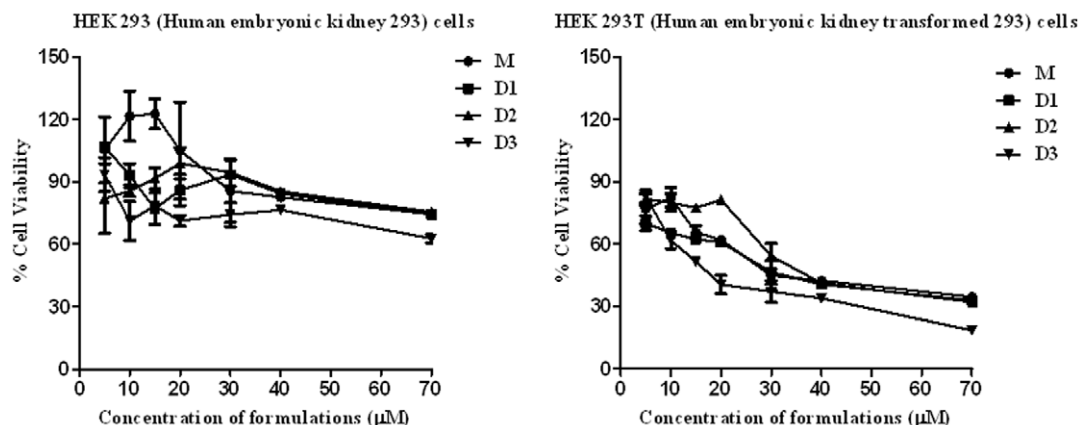 HEK 293 (Human embryonic kidney 293) cells
150
120
90
60
30
0
% Cell Viability
0 10 20 30 40 50 60 70
Concentration of formulations (μM)
M
D1
D2
D3
HEK 293T (Human embryonic kidney transformed 293) cells
150
120
90
60
30
0
% Cell Viability
0 10 20 30 40 50 60 70
Concentration of formulations (μM)
M
D1
D2
D3